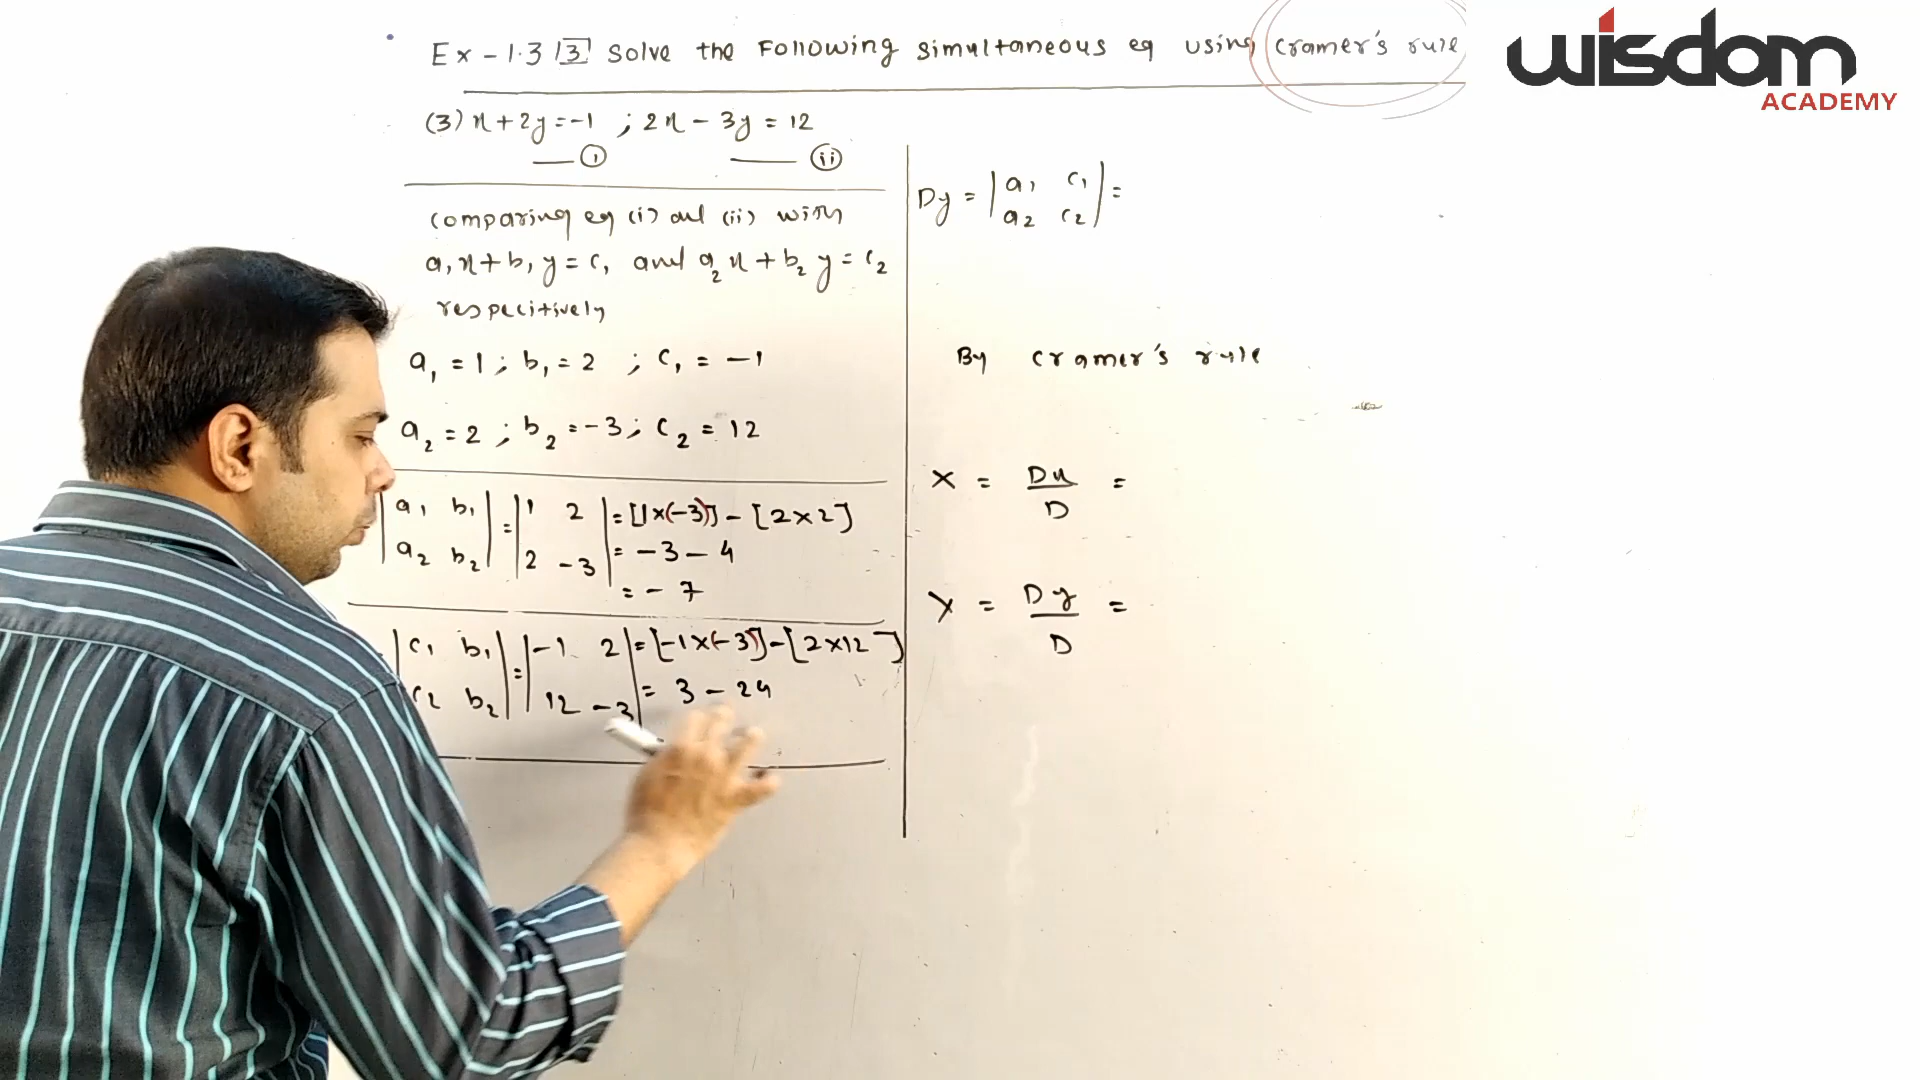 Ex - 1.3 [3] Solve the Following simultaneous eq using Cramer's rule
wisdom
ACADEMY
(3) x + 2y = -1 ; 2x - 3y = 12
(i) (ii)
Comparing eq (i) and (ii) with
a₁x + b₁y = c₁ and a₂x + b₂y = c₂
respecitively
a₁ = 1 ; b₁ = 2 ; c₁ = -1
a₂ = 2 ; b₂ = -3 ; c₂ = 12
|a₁ b₁| = |1 2| = [1×(-3)] - [2×2]
|a₂ b₂| |2 -3| = -3 - 4
= -7
|c₁ b₁| = |-1 2| = [-1×(-3)] - [2×12]
|c₂ b₂| |12 -3| = 3 - 24
Dy = |a₁ c₁| =
|a₂ c₂|
By cramer's rule
x = Dx =
D
y = Dy =
D